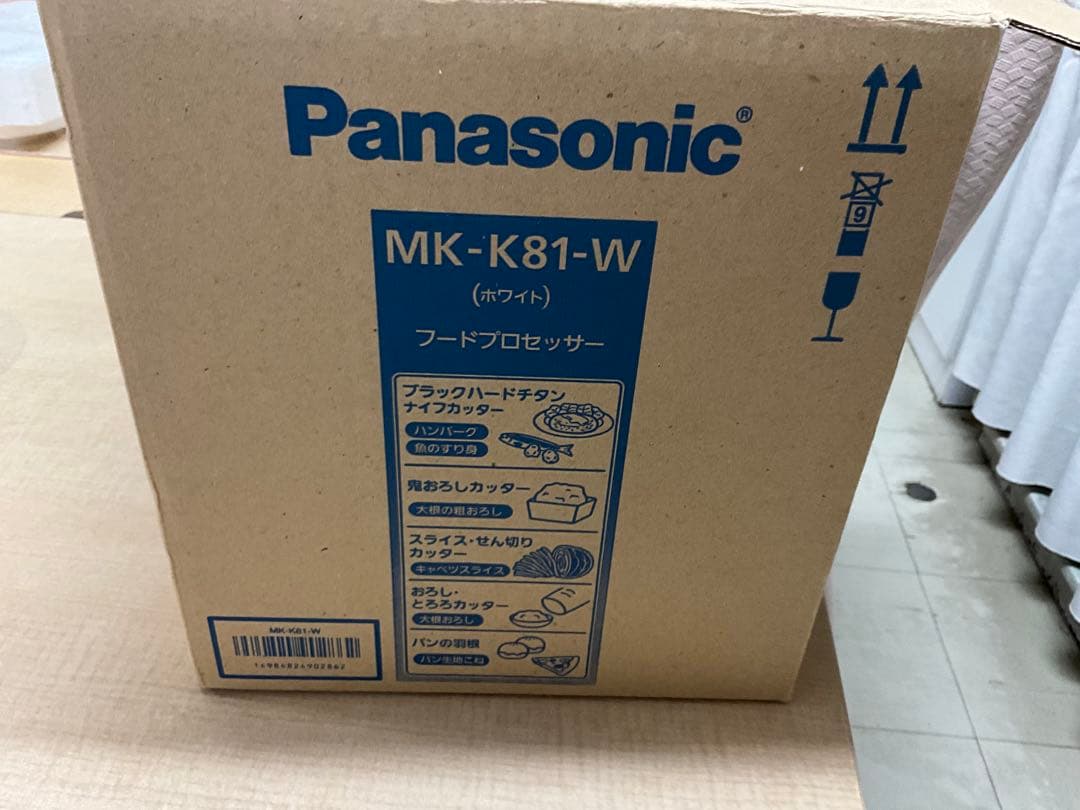 Panasonic®
9
MK-K81-W
(ホワイト)
フードプロセッサー
ブラックハードチタン
ナイフカッター
ハンバーグ
魚のすり身
鬼おろしカッター
大根の粗おろし
スライス・せん切り
カッター
キャベツスライス
おろし・
とろろカッター
大根おろし
パンの羽根
パン生地こね
MK-K81-W